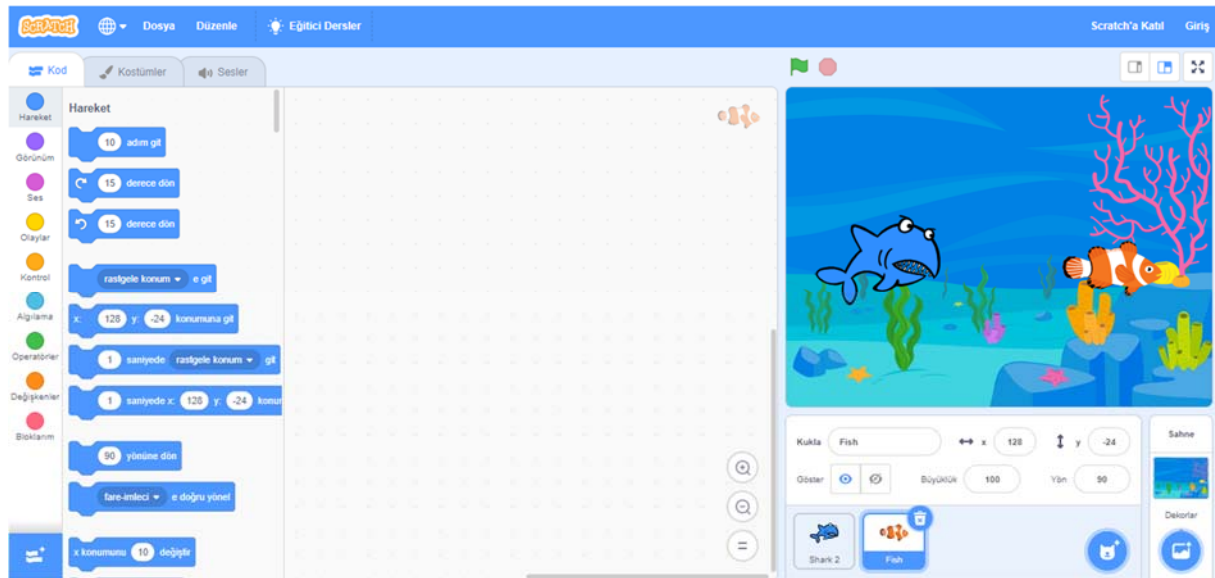 SCRATCH Dosya Düzenle Eğitici Dersler Scratch'a Katıl Giriş
Kod Kostümler Sesler
Hareket
Görünüm
Ses
Olaylar
Kontrol
Algılama
Operatörler
Değişkenler
Bloklarım
Hareket
10 adım git
15 derece dön
15 derece dön
rastgele konum e git
x: 128 y: -24 konumuna git
1 saniyede rastgele konum git
1 saniyede x: 128 y: -24 konu
90 yönüne dön
fare-imleci e doğru yönel
x konumunu 10 değiştir
Kukla Fish x 128 y -24
Göster Büyüklük 100 Yön 90
Shark 2 Fish
Sahne
Dekorlar